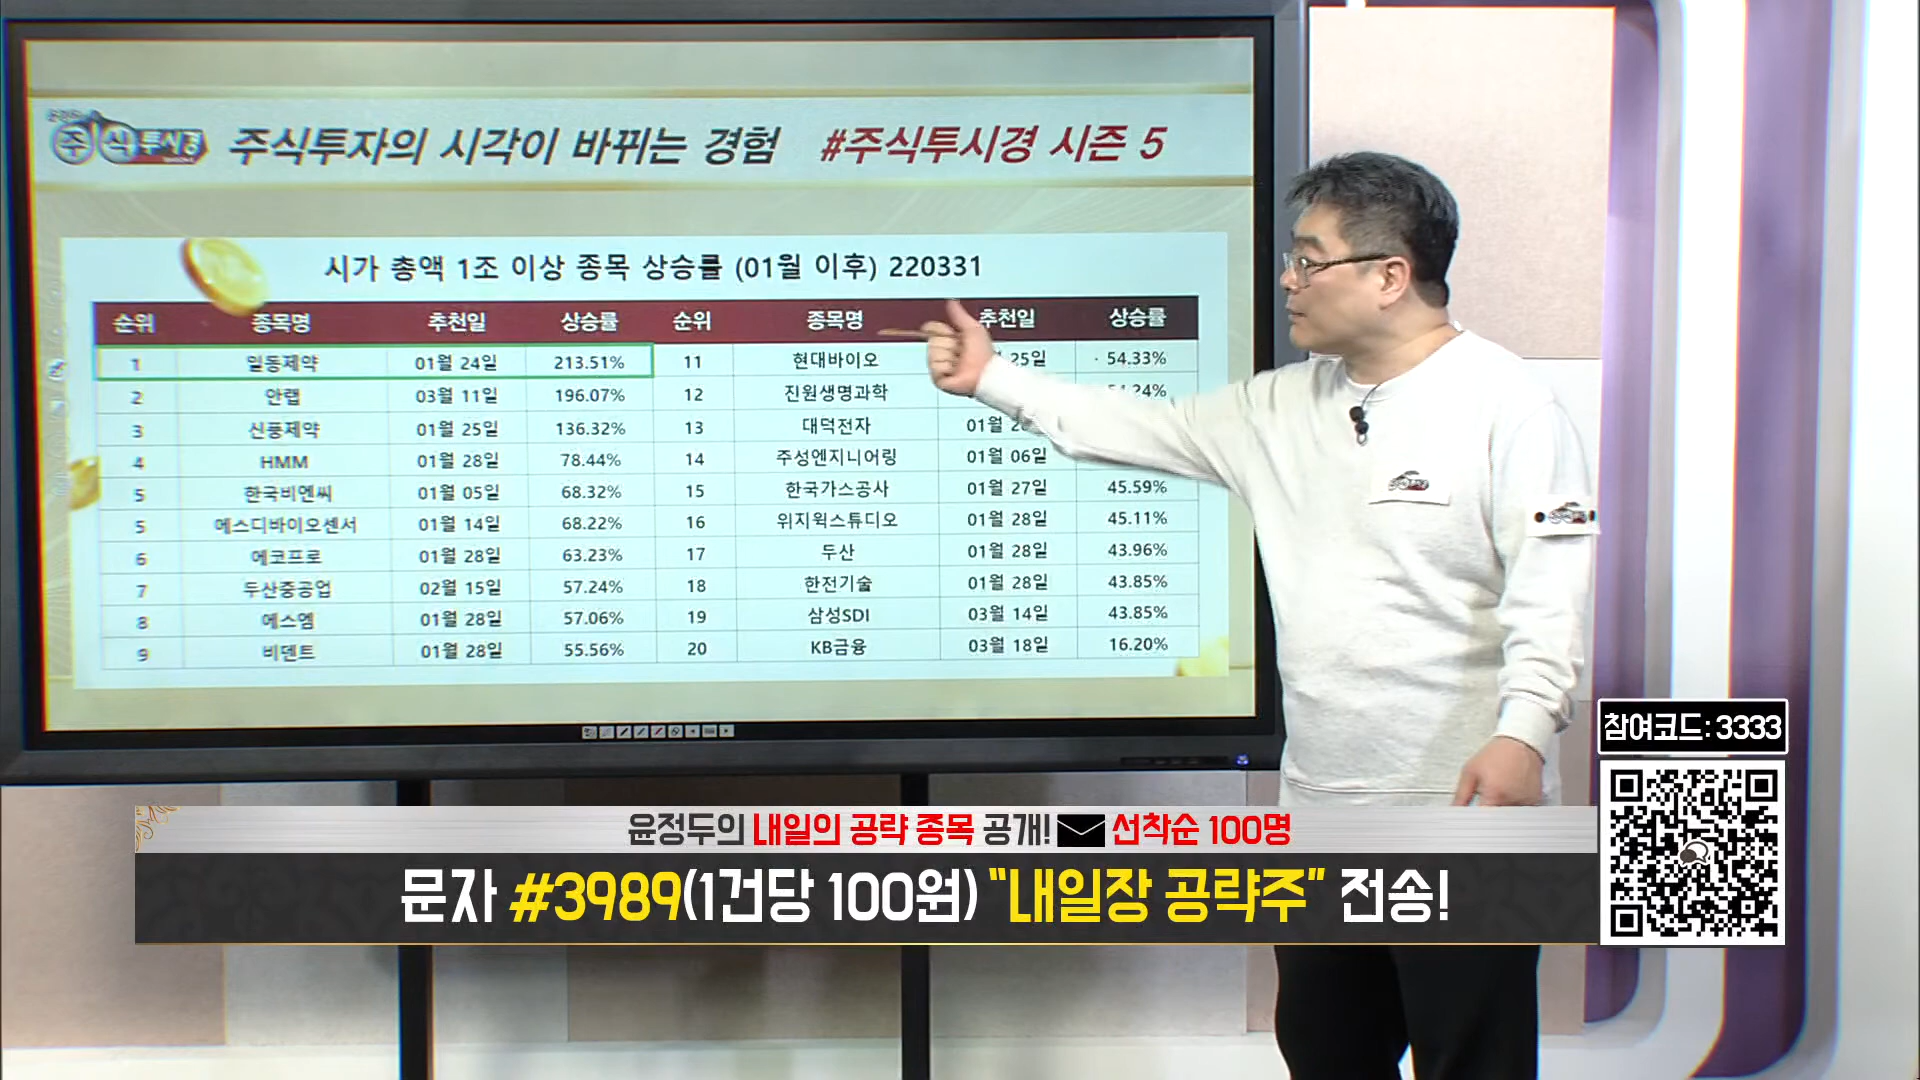 주식투시경 주식투자의 시각이 바뀌는 경험 #주식투시경 시즌 5
시가 총액 1조 이상 종목 상승률 (01월 이후) 220331
순위 종목명 추천일 상승률 순위 종목명 추천일 상승률
1 일동제약 01월 24일 213.51% 11 현대바이오 25일 54.33%
2 안랩 03월 11일 196.07% 12 진원생명과학
3 신풍제약 01월 25일 136.32% 13 대덕전자 01월
4 HMM 01월 28일 78.44% 14 주성엔지니어링 01월 06일
5 한국비엔씨 01월 05일 68.32% 15 한국가스공사 01월 27일 45.59%
5 에스디바이오센서 01월 14일 68.22% 16 위지윅스튜디오 01월 28일 45.11%
6 에코프로 01월 28일 63.23% 17 두산 01월 28일 43.96%
7 두산중공업 02월 15일 57.24% 18 한전기술 01월 28일 43.85%
8 에스엠 01월 28일 57.06% 19 삼성SDI 03월 14일 43.85%
9 비덴트 01월 28일 55.56% 20 KB금융 03월 18일 16.20%
참여코드: 3333
윤정두의 내일의 공략 종목 공개! 선착순 100명
문자 #3989(1건당 100원) "내일장 공략주" 전송!